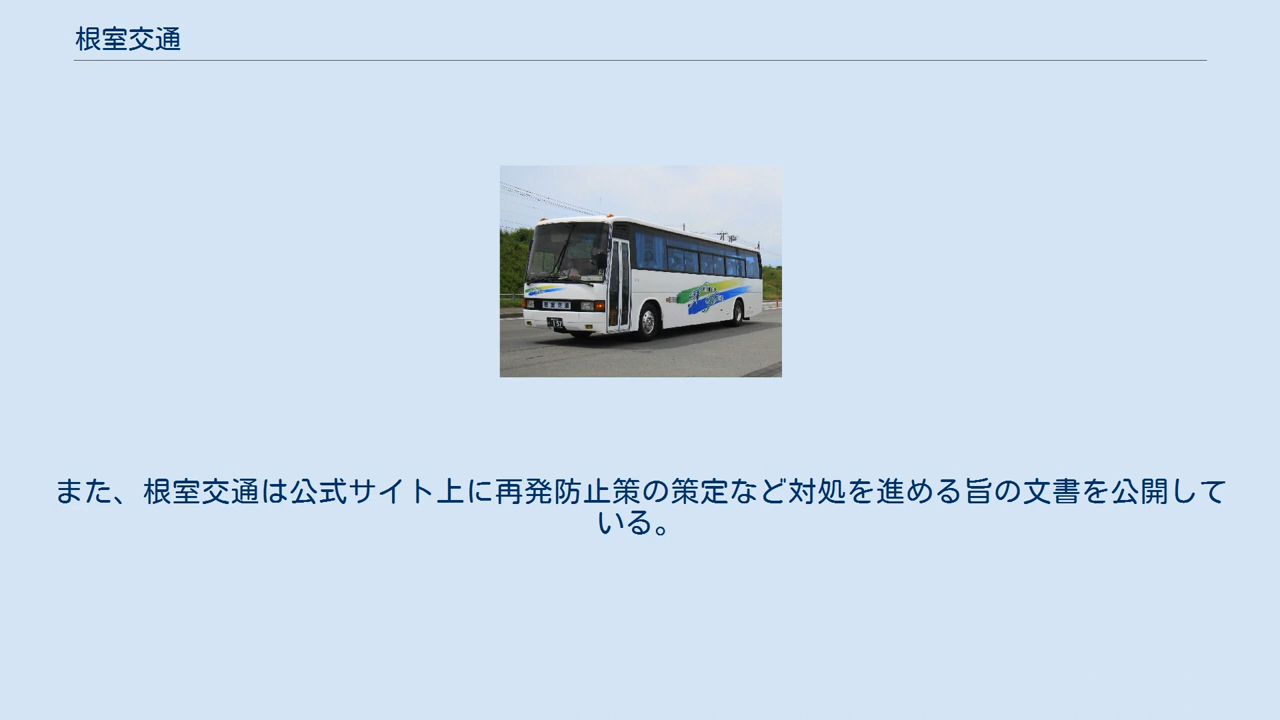 根室交通
また、根室交通は公式サイト上に再発防止策の策定など対処を進める旨の文書を公開して
いる。